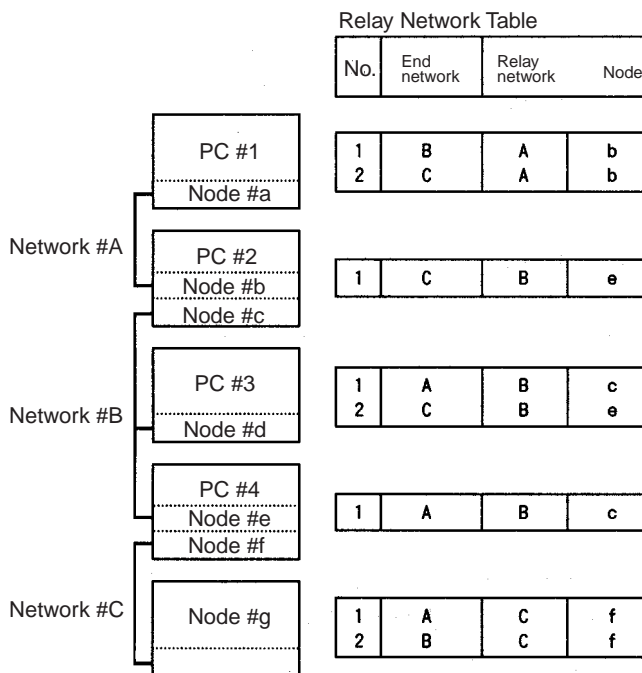 Relay Network Table
No. End network Relay network Node
PC #1
Node #a
1 B A b
2 C A b
Network #A
PC #2
Node #b
Node #c
1 C B e
Network #B
PC #3
Node #d
1 A B c
2 C B e
PC #4
Node #e
Node #f
1 A B c
Network #C
Node #g
1 A C f
2 B C f